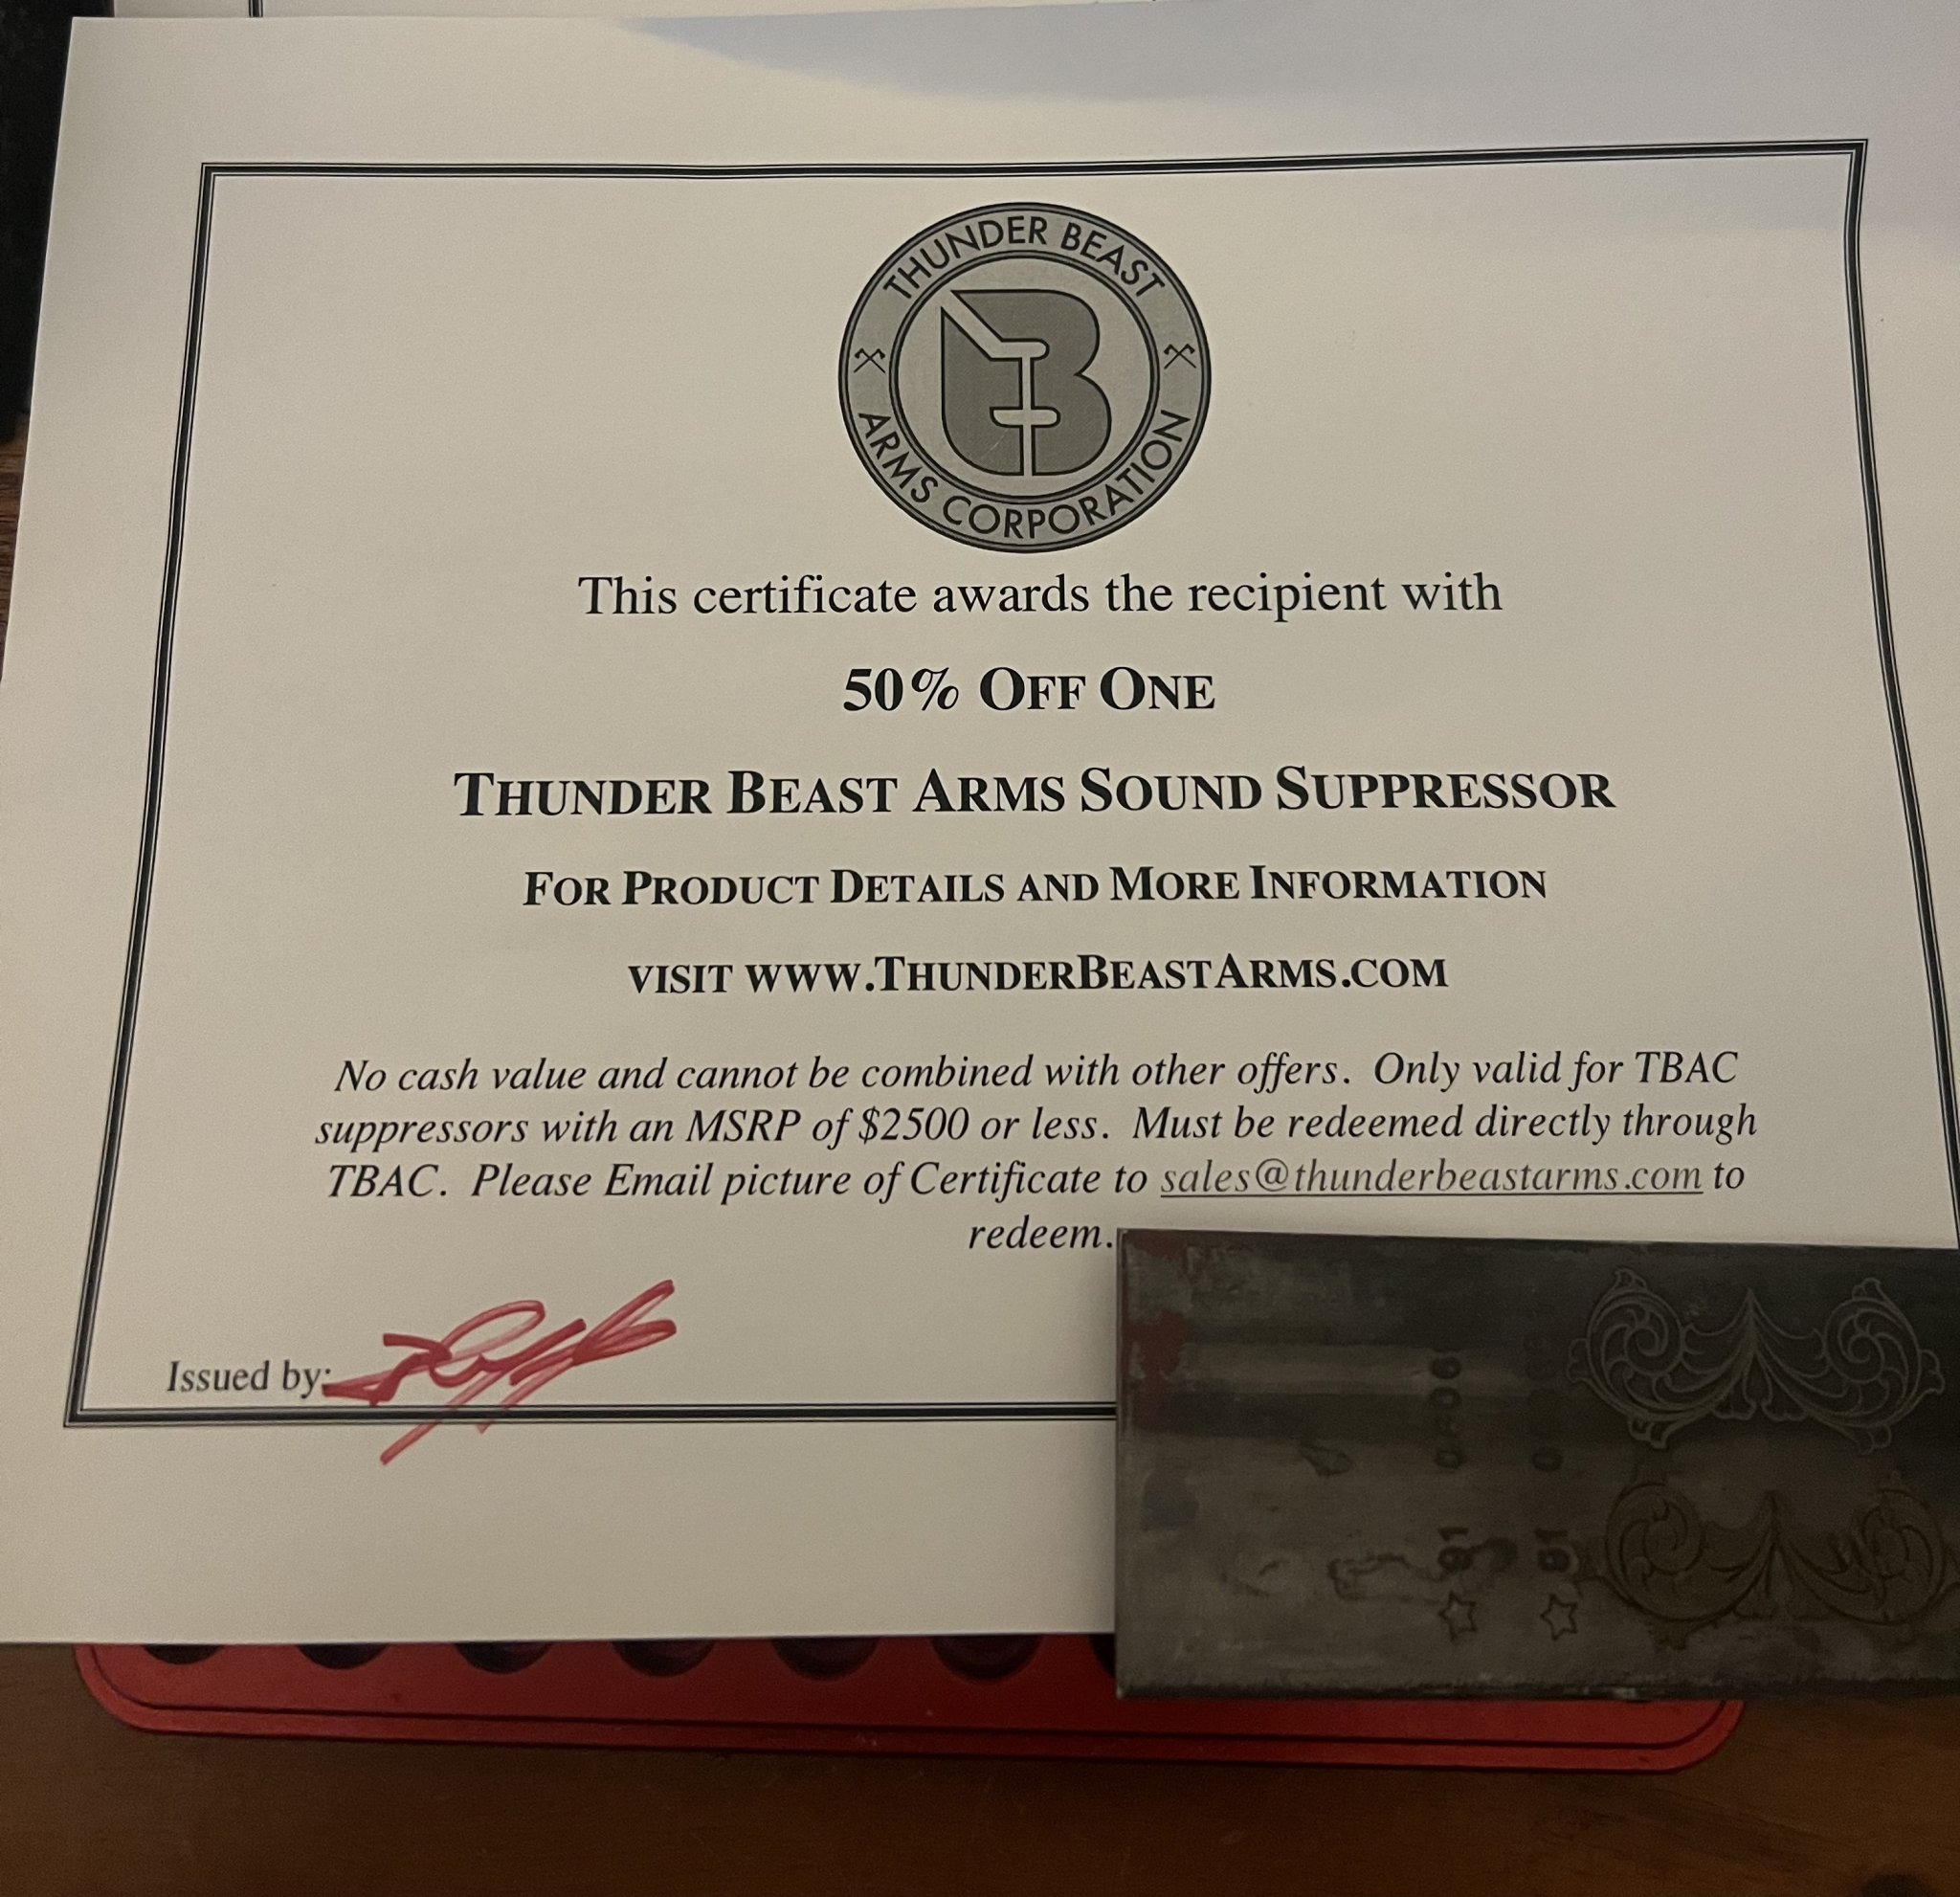 THUNDER BEAST
ARMS CORPORATION
This certificate awards the recipient with
50% OFF ONE
THUNDER BEAST ARMS SOUND SUPPRESSOR
FOR PRODUCT DETAILS AND MORE INFORMATION
VISIT WWW.THUNDERBEASTARMS.COM
No cash value and cannot be combined with other offers. Only valid for TBAC
suppressors with an MSRP of $2500 or less. Must be redeemed directly through
TBAC. Please Email picture of Certificate to sales@thunderbeastarms.com to
redeem.
Issued by: